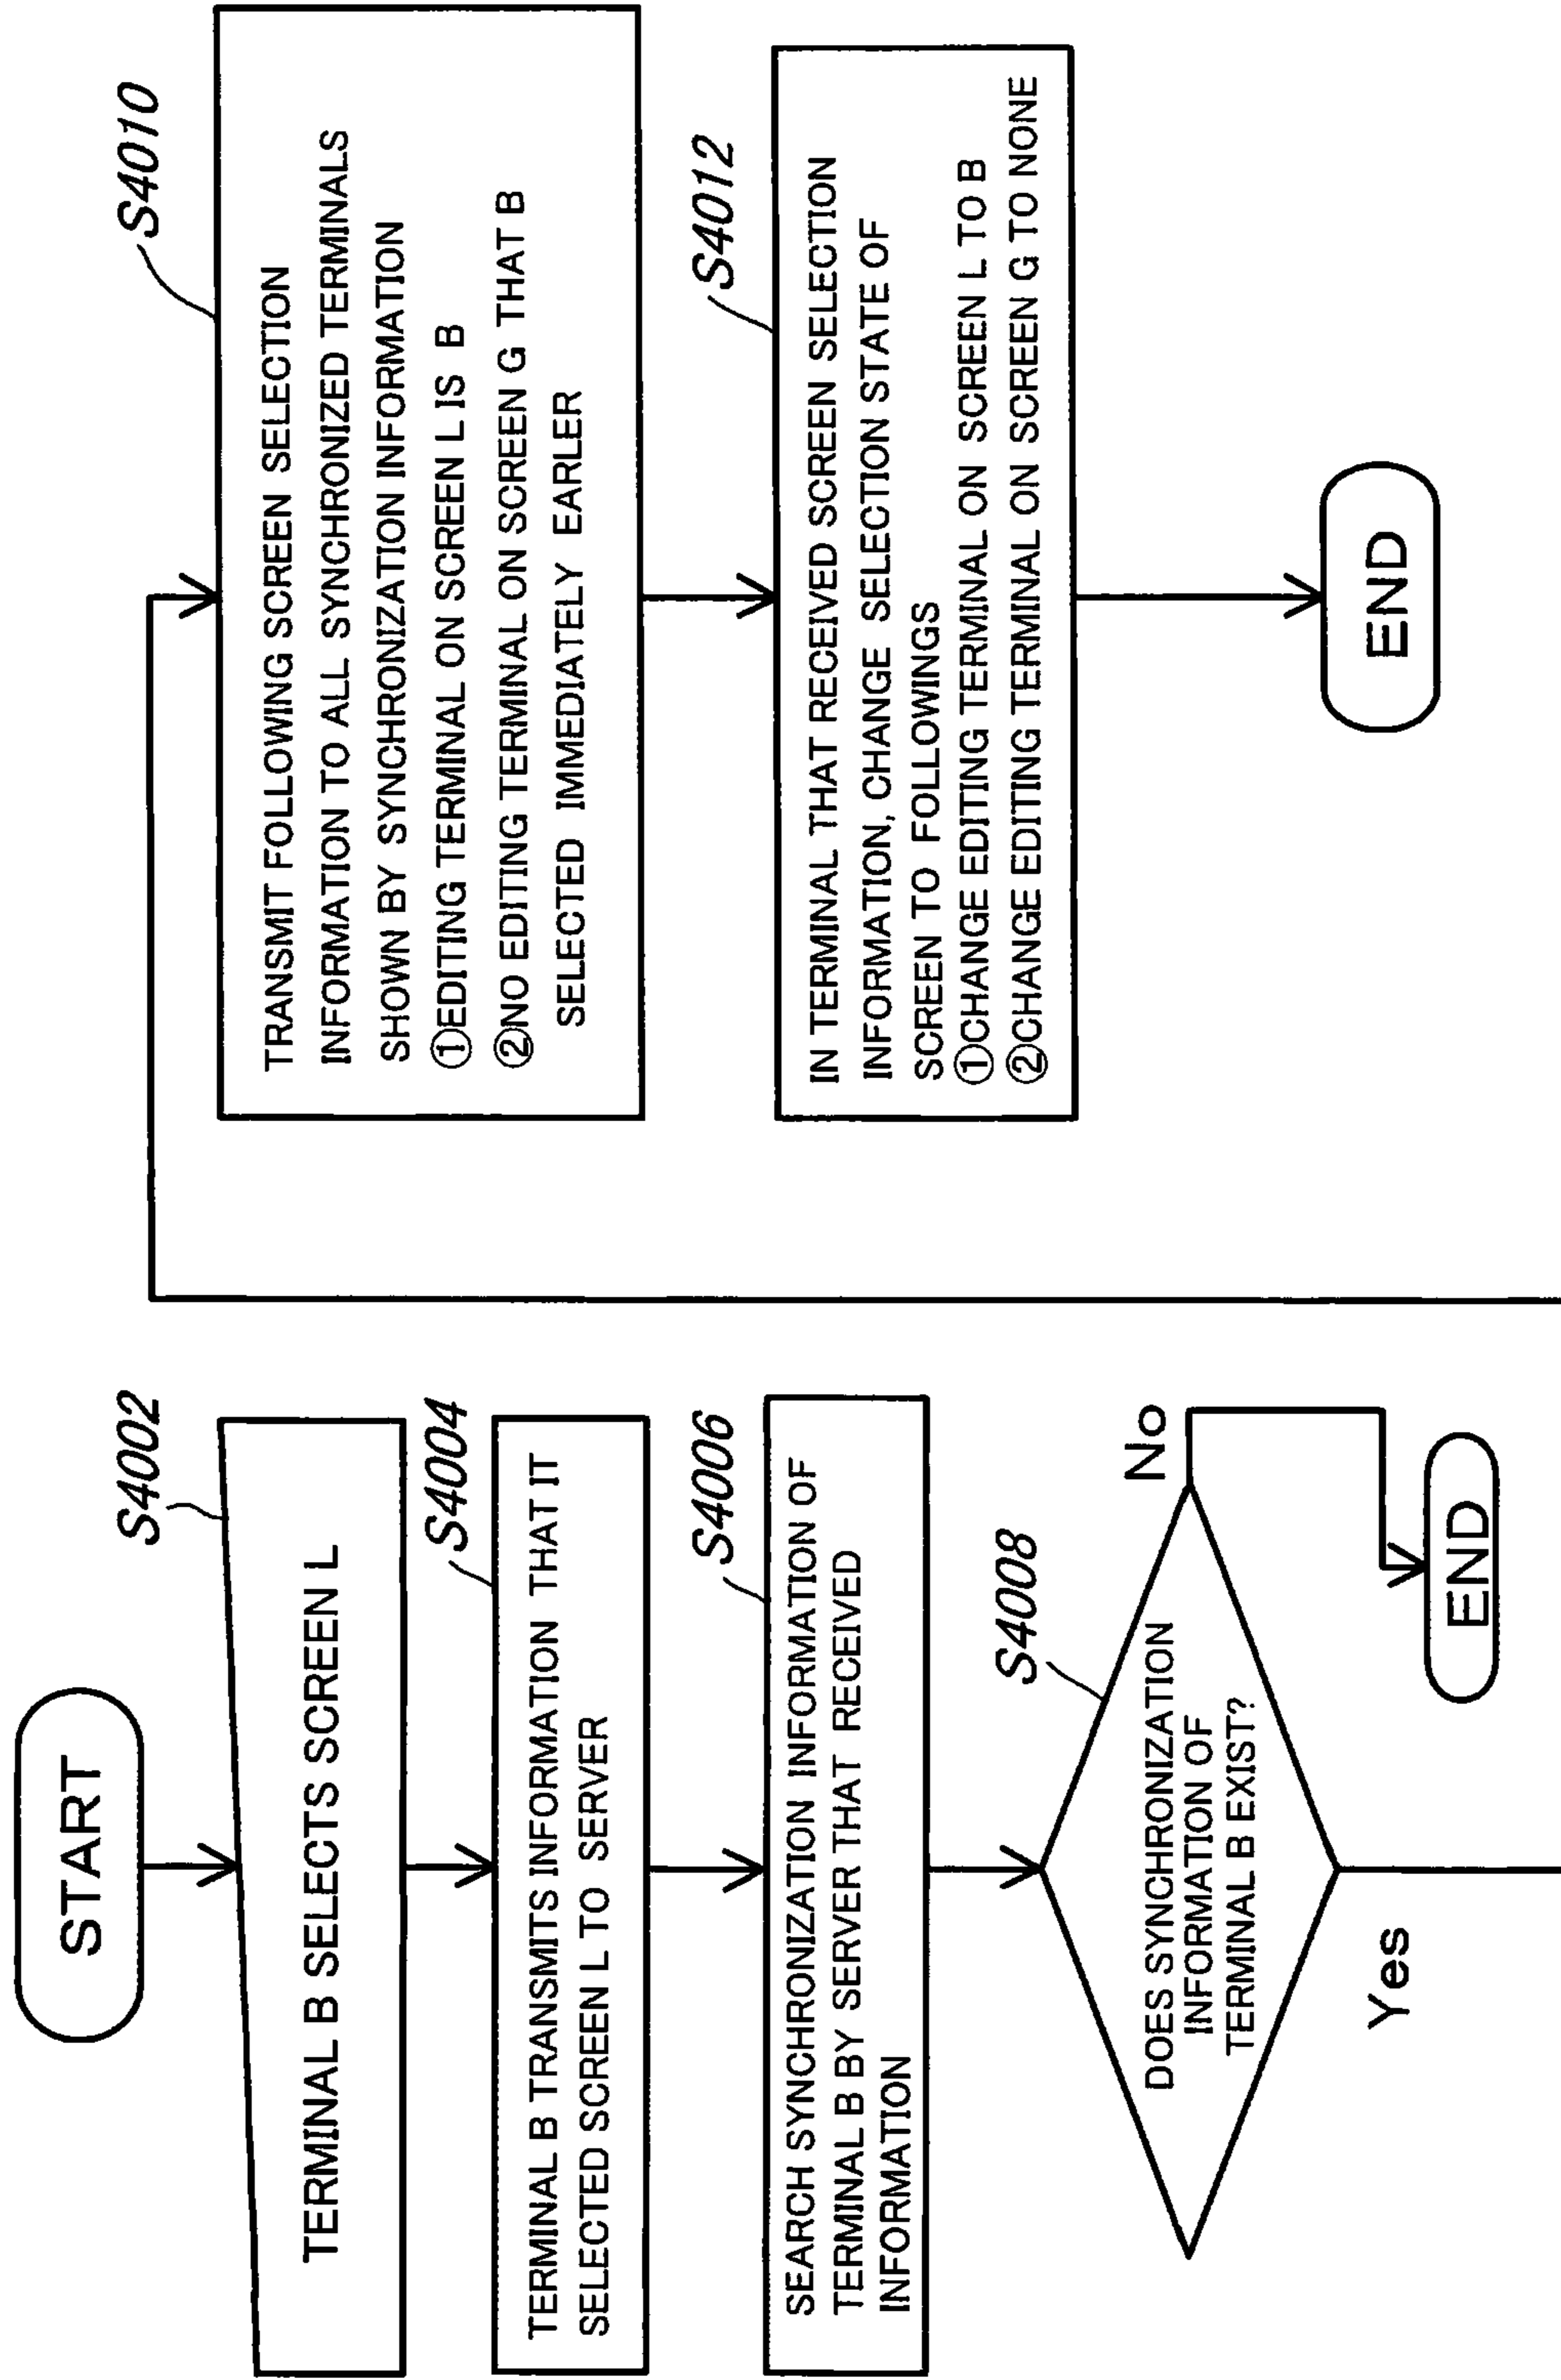 START
S4002
TERMINAL B SELECTS SCREEN L
S4004
TERMINAL B TRANSMITS INFORMATION THAT IT
SELECTED SCREEN L TO SERVER
S4006
SEARCH SYNCHRONIZATION INFORMATION OF
TERMINAL B BY SERVER THAT RECEIVED
INFORMATION
S4008
DOES SYNCHRONIZATION
INFORMATION OF
TERMINAL B EXIST?
No
END
Yes
S4010
TRANSMIT FOLLOWING SCREEN SELECTION
INFORMATION TO ALL SYNCHRONIZED TERMINALS
SHOWN BY SYNCHRONIZATION INFORMATION
①EDITING TERMINAL ON SCREEN L IS B
②NO EDITING TERMINAL ON SCREEN G THAT B
SELECTED IMMEDIATELY EARLER
S4012
IN TERMINAL THAT RECEIVED SCREEN SELECTION
INFORMATION, CHANGE SELECTION STATE OF
SCREEN TO FOLLOWINGS
①CHANGE EDITING TERMINAL ON SCREEN L TO B
②CHANGE EDITING TERMINAL ON SCREEN G TO NONE
END